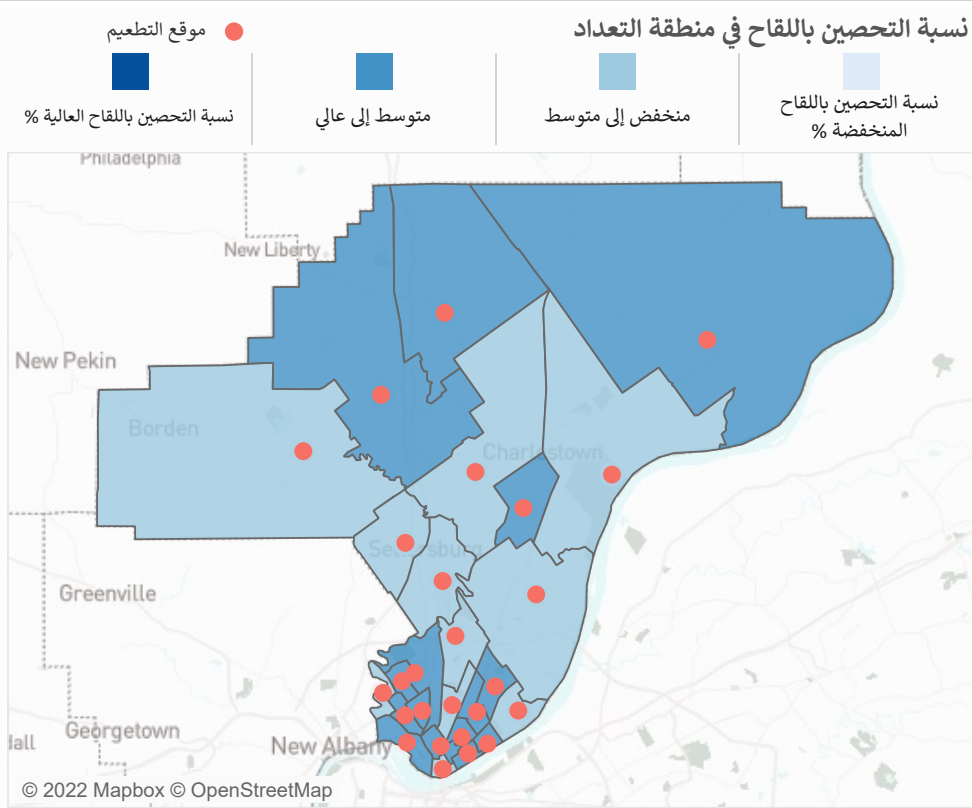 نسبة التحصين باللقاح في منطقة التعداد
موقع التطعيم
نسبة التحصين باللقاح
المنخفضة %
منخفض إلى متوسط
متوسط إلى عالي
نسبة التحصين باللقاح العالية %
Philadelphia
New Liberty
New Pekin
Borden
Charlestown
Sellersburg
Greenville
Georgetown
New Albany
© 2022 Mapbox © OpenStreetMap